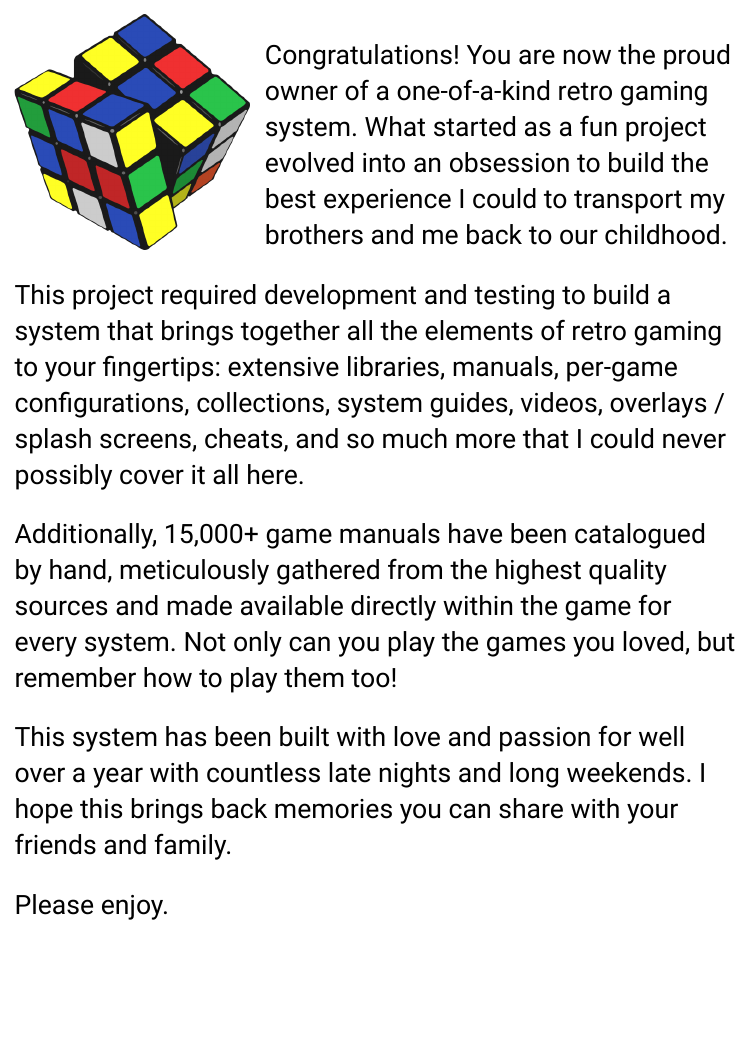 Congratulations! You are now the proud
owner of a one-of-a-kind retro gaming
system. What started as a fun project
evolved into an obsession to build the
best experience I could to transport my
brothers and me back to our childhood.
This project required development and testing to build a
system that brings together all the elements of retro gaming
to your fingertips: extensive libraries, manuals, per-game
configurations, collections, system guides, videos, overlays /
splash screens, cheats, and so much more that I could never
possibly cover it all here.
Additionally, 15,000+ game manuals have been catalogued
by hand, meticulously gathered from the highest quality
sources and made available directly within the game for
every system. Not only can you play the games you loved, but
remember how to play them too!
This system has been built with love and passion for well
over a year with countless late nights and long weekends. I
hope this brings back memories you can share with your
friends and family.
Please enjoy.